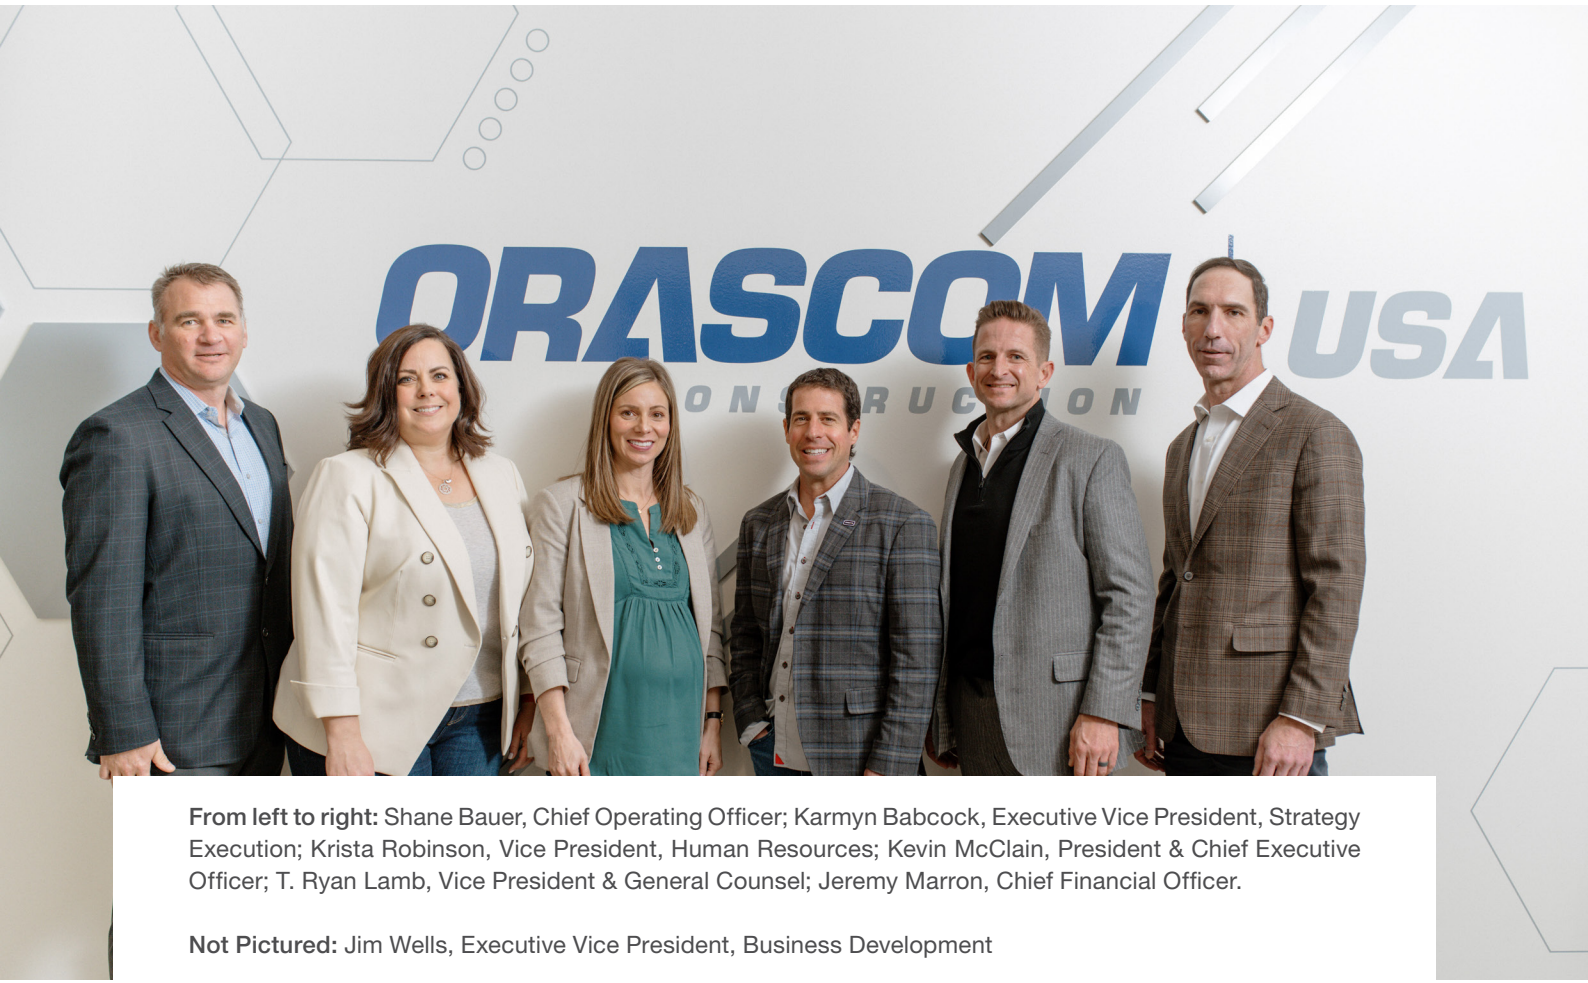 ORASCOM
CONSTRUCTION
USA
From left to right: Shane Bauer, Chief Operating Officer; Karmyn Babcock, Executive Vice President, Strategy
Execution; Krista Robinson, Vice President, Human Resources; Kevin McClain, President & Chief Executive
Officer; T. Ryan Lamb, Vice President & General Counsel; Jeremy Marron, Chief Financial Officer.
Not Pictured: Jim Wells, Executive Vice President, Business Development